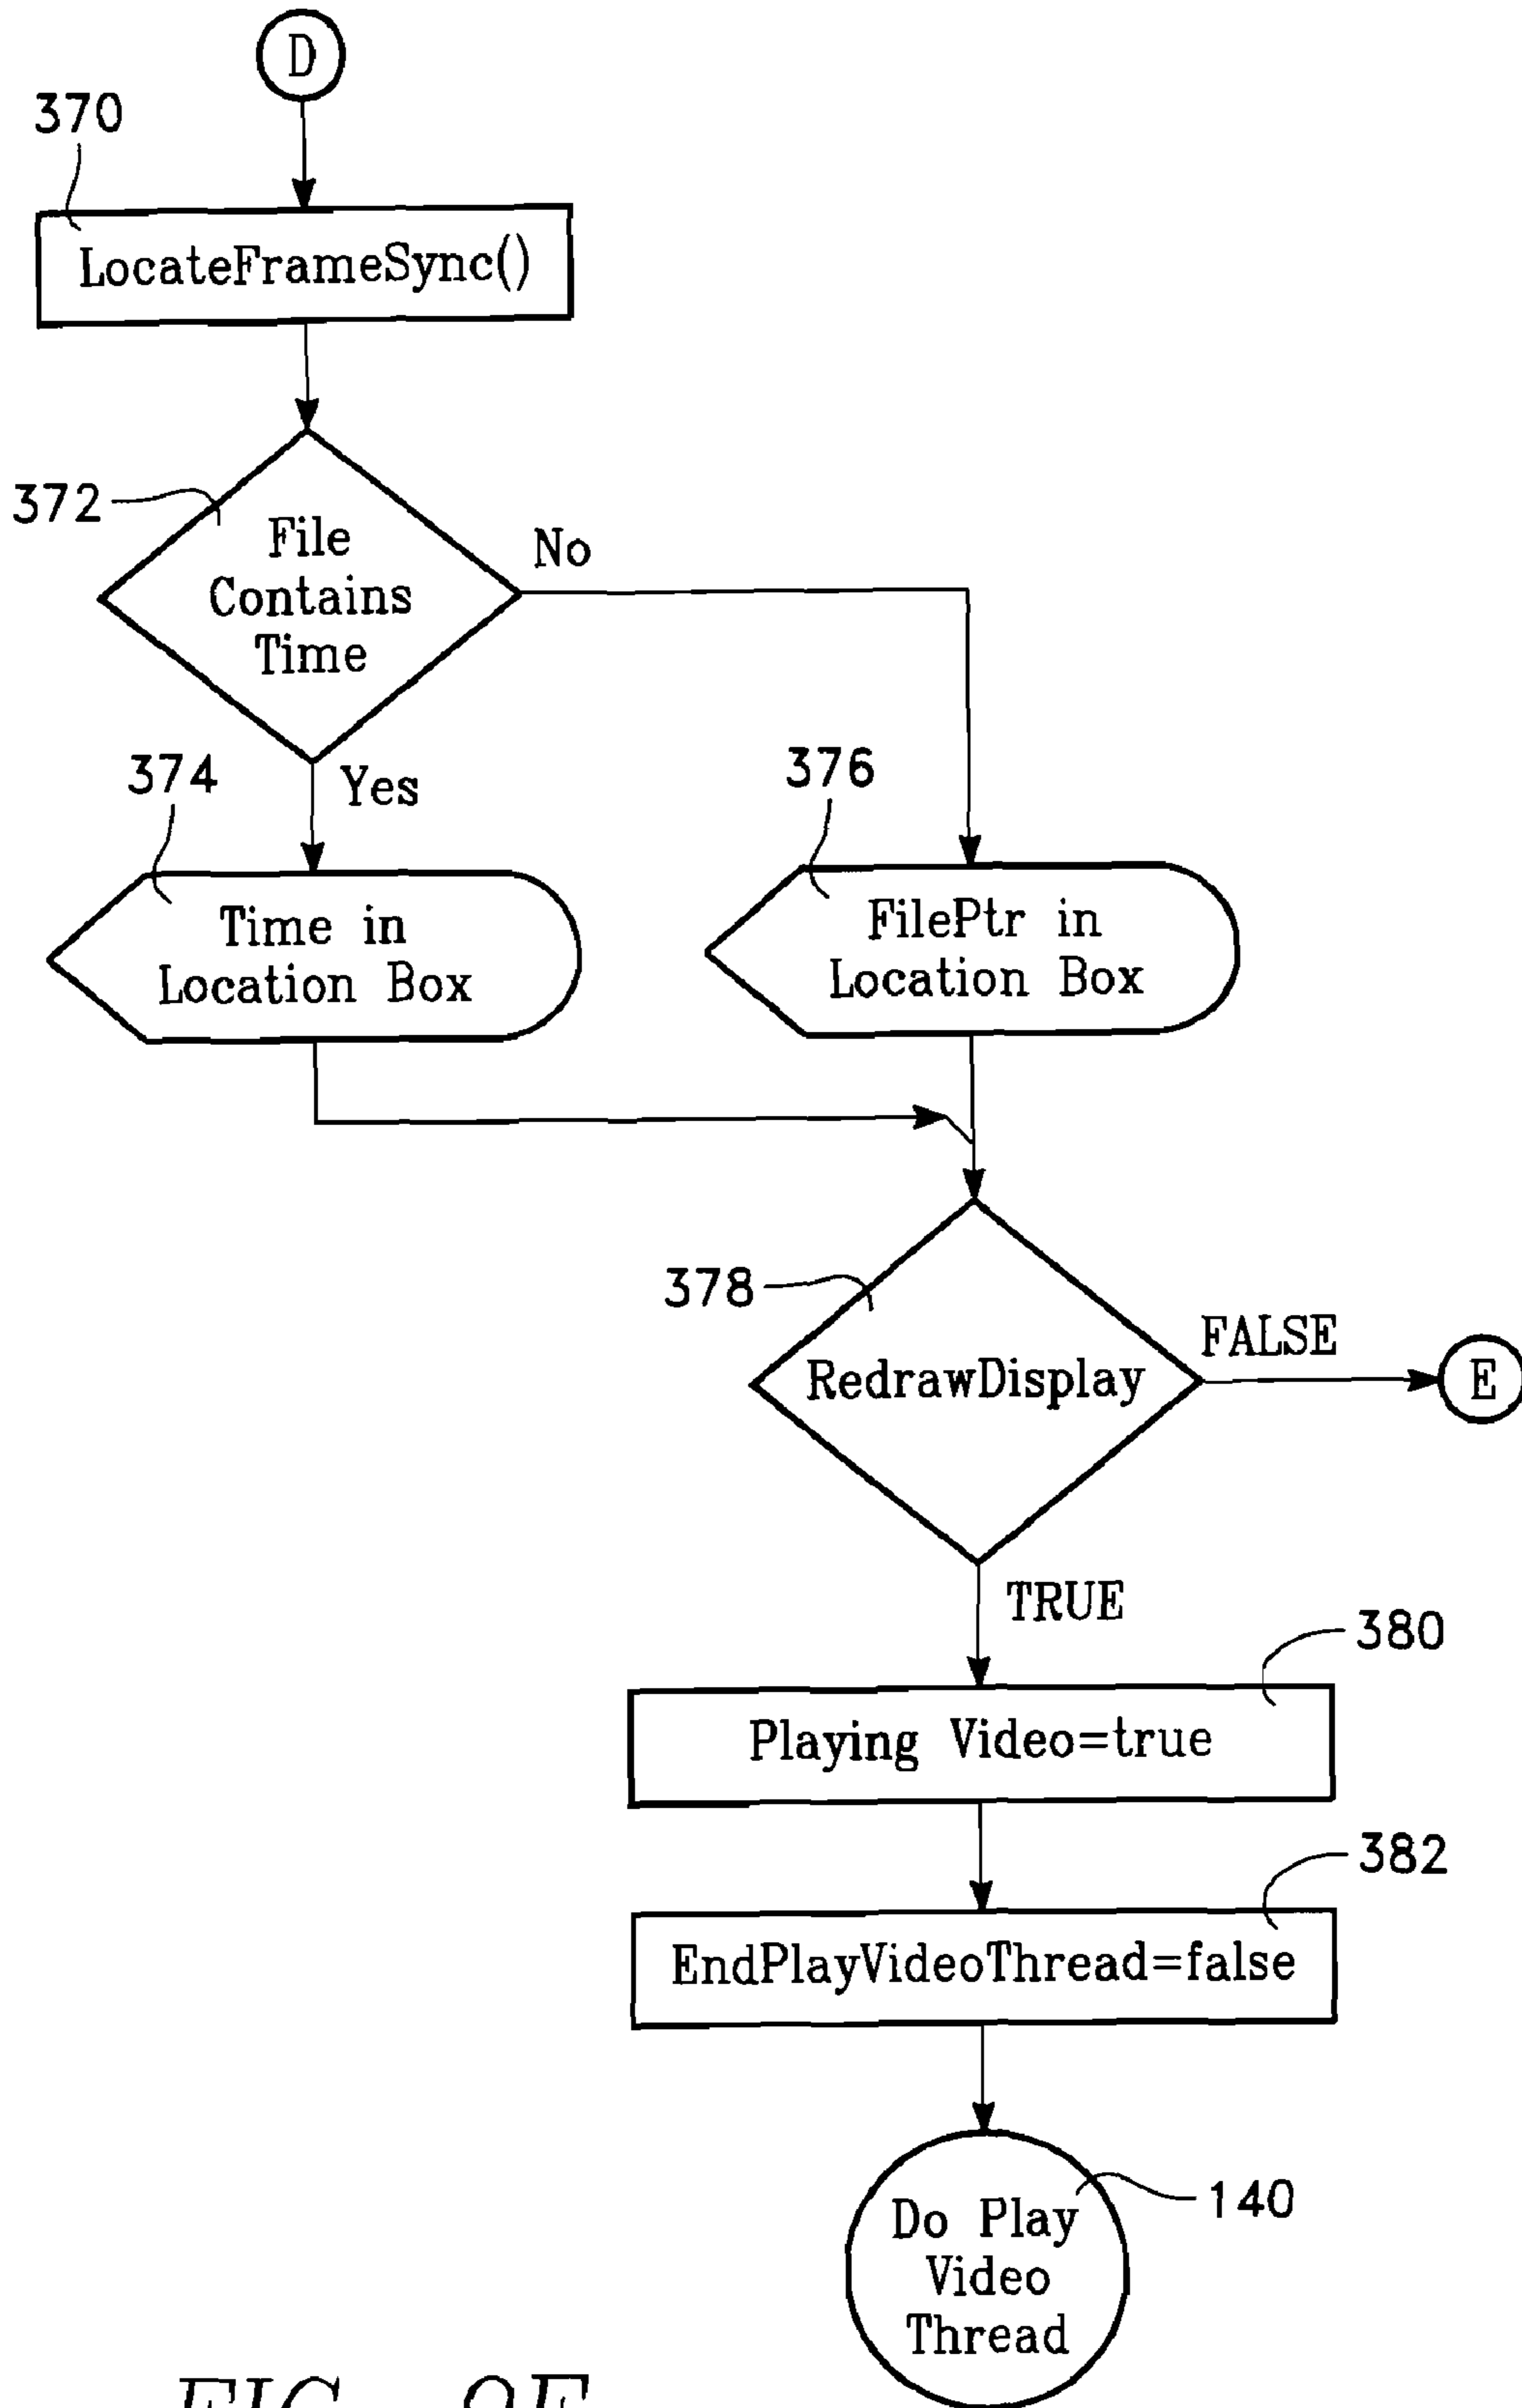 D
370
LocateFrameSync()
372
File
Contains
Time
No
Yes
374
Time in
Location Box
376
FilePtr in
Location Box
378
RedrawDisplay
FALSE
E
TRUE
380
Playing Video=true
382
EndPlayVideoThread=false
140
Do Play
Video
Thread